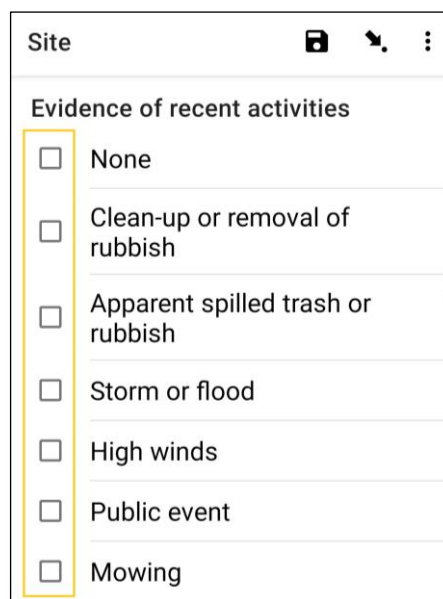 Site
Evidence of recent activities
None
Clean-up or removal of
rubbish
Apparent spilled trash or
rubbish
Storm or flood
High winds
Public event
Mowing